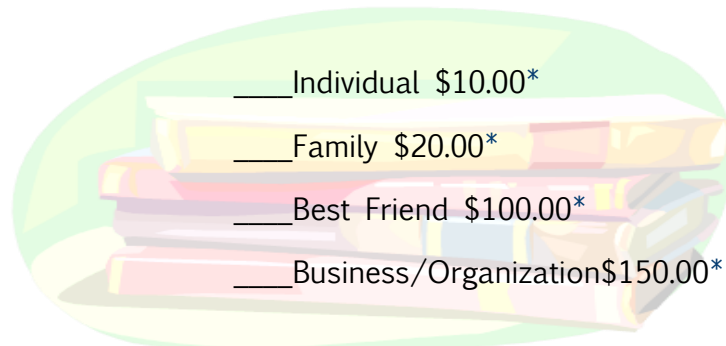 ____Individual $10.00*
____Family $20.00*
____Best Friend $100.00*
____Business/Organization$150.00*